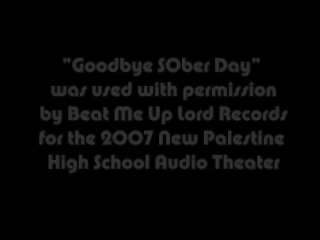 "Goodbye SOber Day"
was used with permission
by Beat Me Up Lord Records
for the 2007 New Palestine
High School Audio Theater